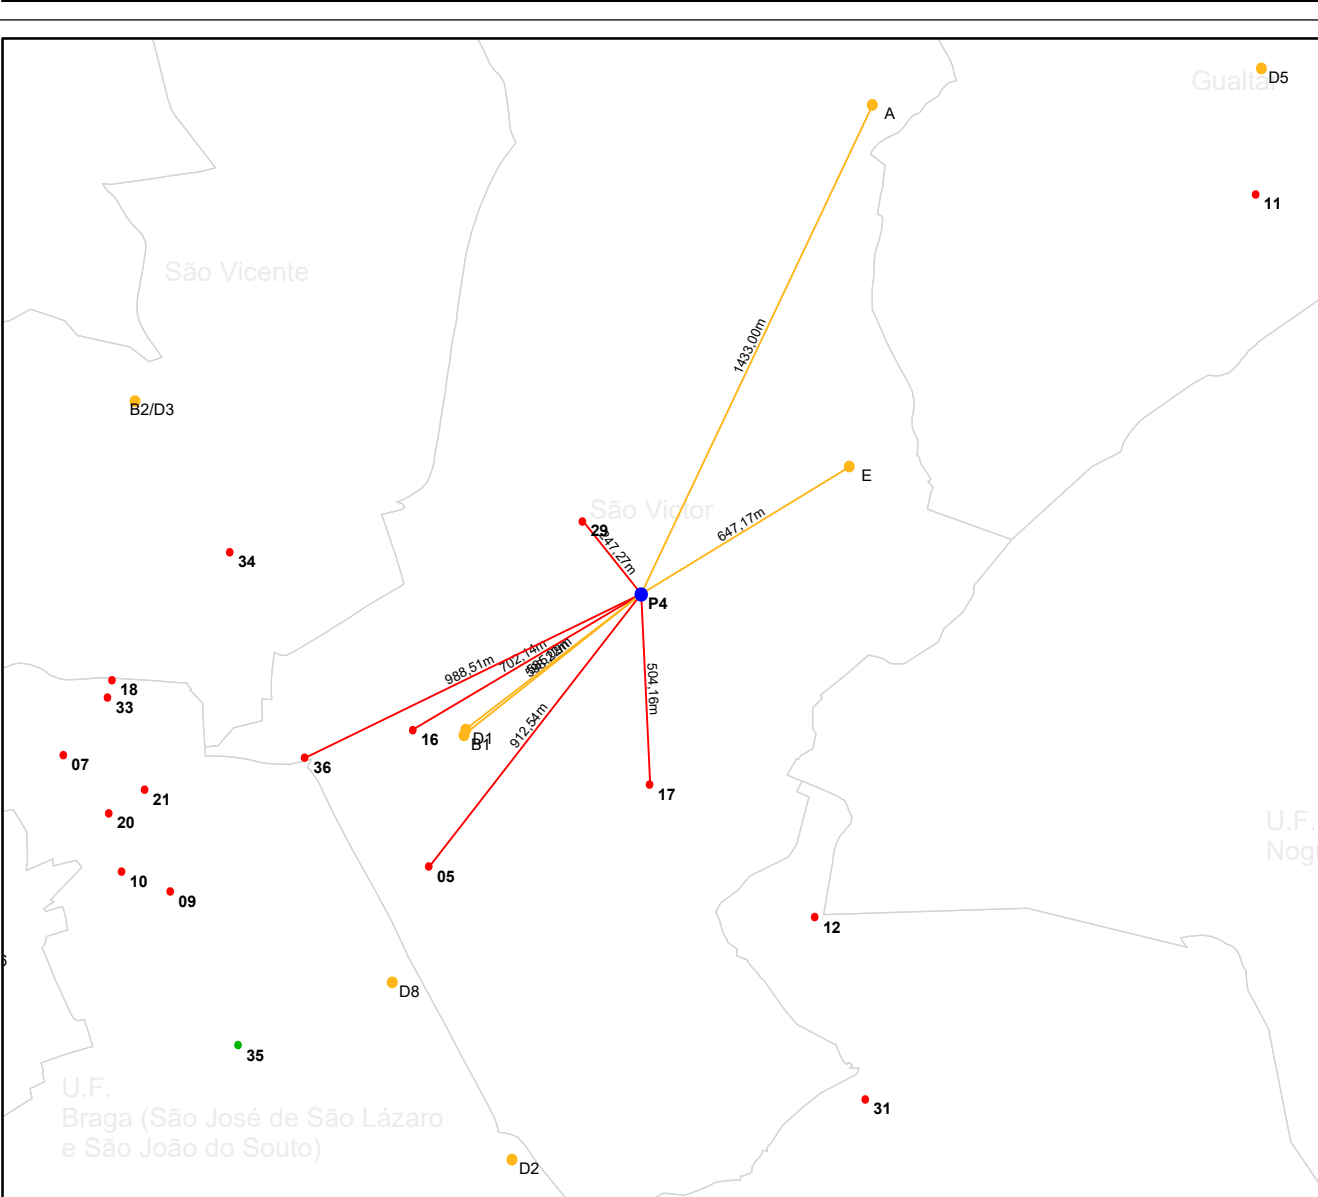 Gualtar
D5
A
11
São Vicente
1433,00m
B2/D3
E
São Victor
29
647,17m
247,27m
34
P4
702,14m
988,51m
504,16m
18
33
912,54m
16
D1
B1
07
36
21
17
20
05
10
09
12
U.F.
Nogu
D8
35
U.F.
Braga (São José de São Lázaro
e São João do Souto)
31
D2